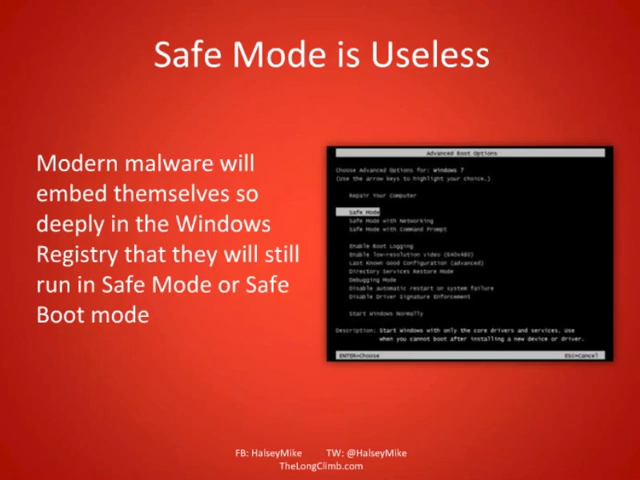 Safe Mode is Useless
Modern malware will
embed themselves so
deeply in the Windows
Registry that they will still
run in Safe Mode or Safe
Boot mode
Advanced Boot Options
Choose Advanced Options for: Windows 7
(Use the arrow keys to highlight your choice.)
Repair Your Computer
Safe Mode
Safe Mode with Networking
Safe Mode with Command Prompt
Enable Boot Logging
Enable low-resolution video (640x480)
Last Known Good Configuration (advanced)
Directory Services Restore Mode
Debugging Mode
Disable automatic restart on system failure
Disable Driver Signature Enforcement
Start Windows Normally
Description: Start Windows with only the core drivers and services. Use
when you cannot boot after installing a new device or driver.
ENTER=Choose ESC=Cancel
FB: HalseyMike TW: @HalseyMike
TheLongClimb.com